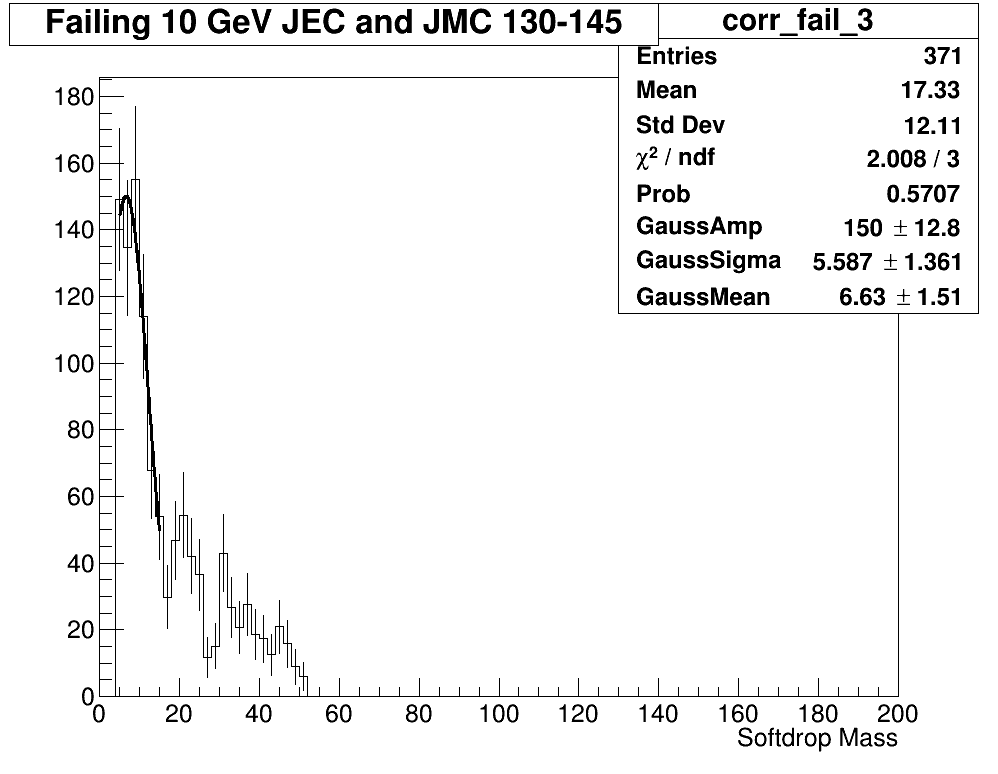 Failing 10 GeV JEC and JMC 130-145
corr_fail_3
Entries 371
Mean 17.33
Std Dev 12.11
χ² / ndf 2.008 / 3
Prob 0.5707
GaussAmp 150 ± 12.8
GaussSigma 5.587 ± 1.361
GaussMean 6.63 ± 1.51
180
160
140
120
100
80
60
40
20
0
0 20 40 60 80 100 120 140 160 180 200
Softdrop Mass